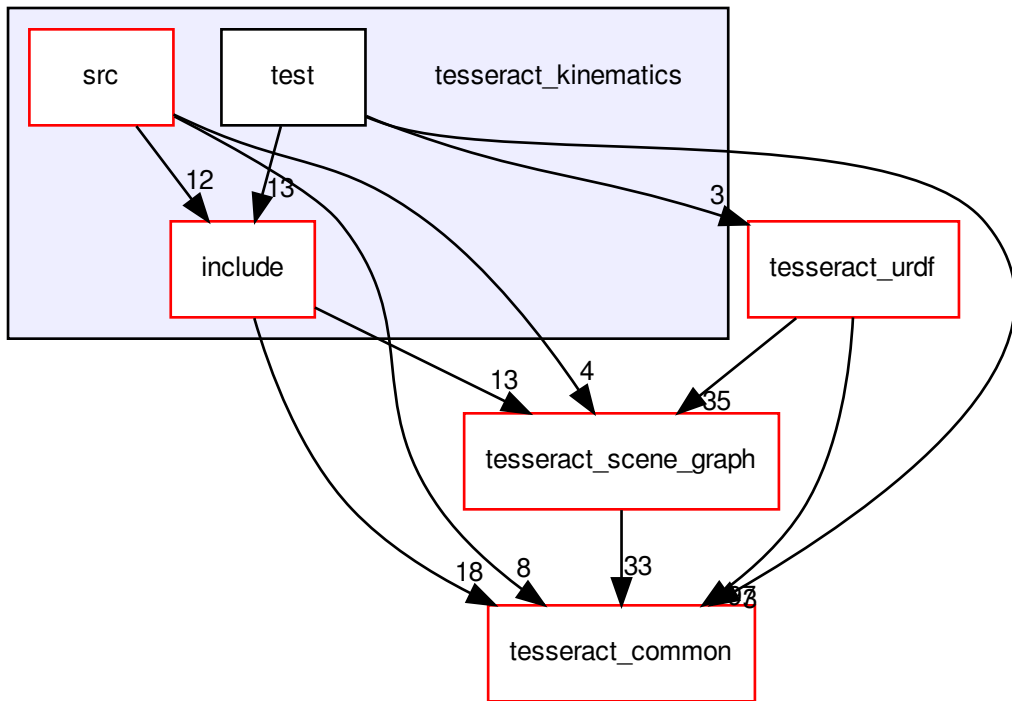 src
test
tesseract_kinematics
12
13
3
include
tesseract_urdf
13
4
35
tesseract_scene_graph
18
8
33
tesseract_common